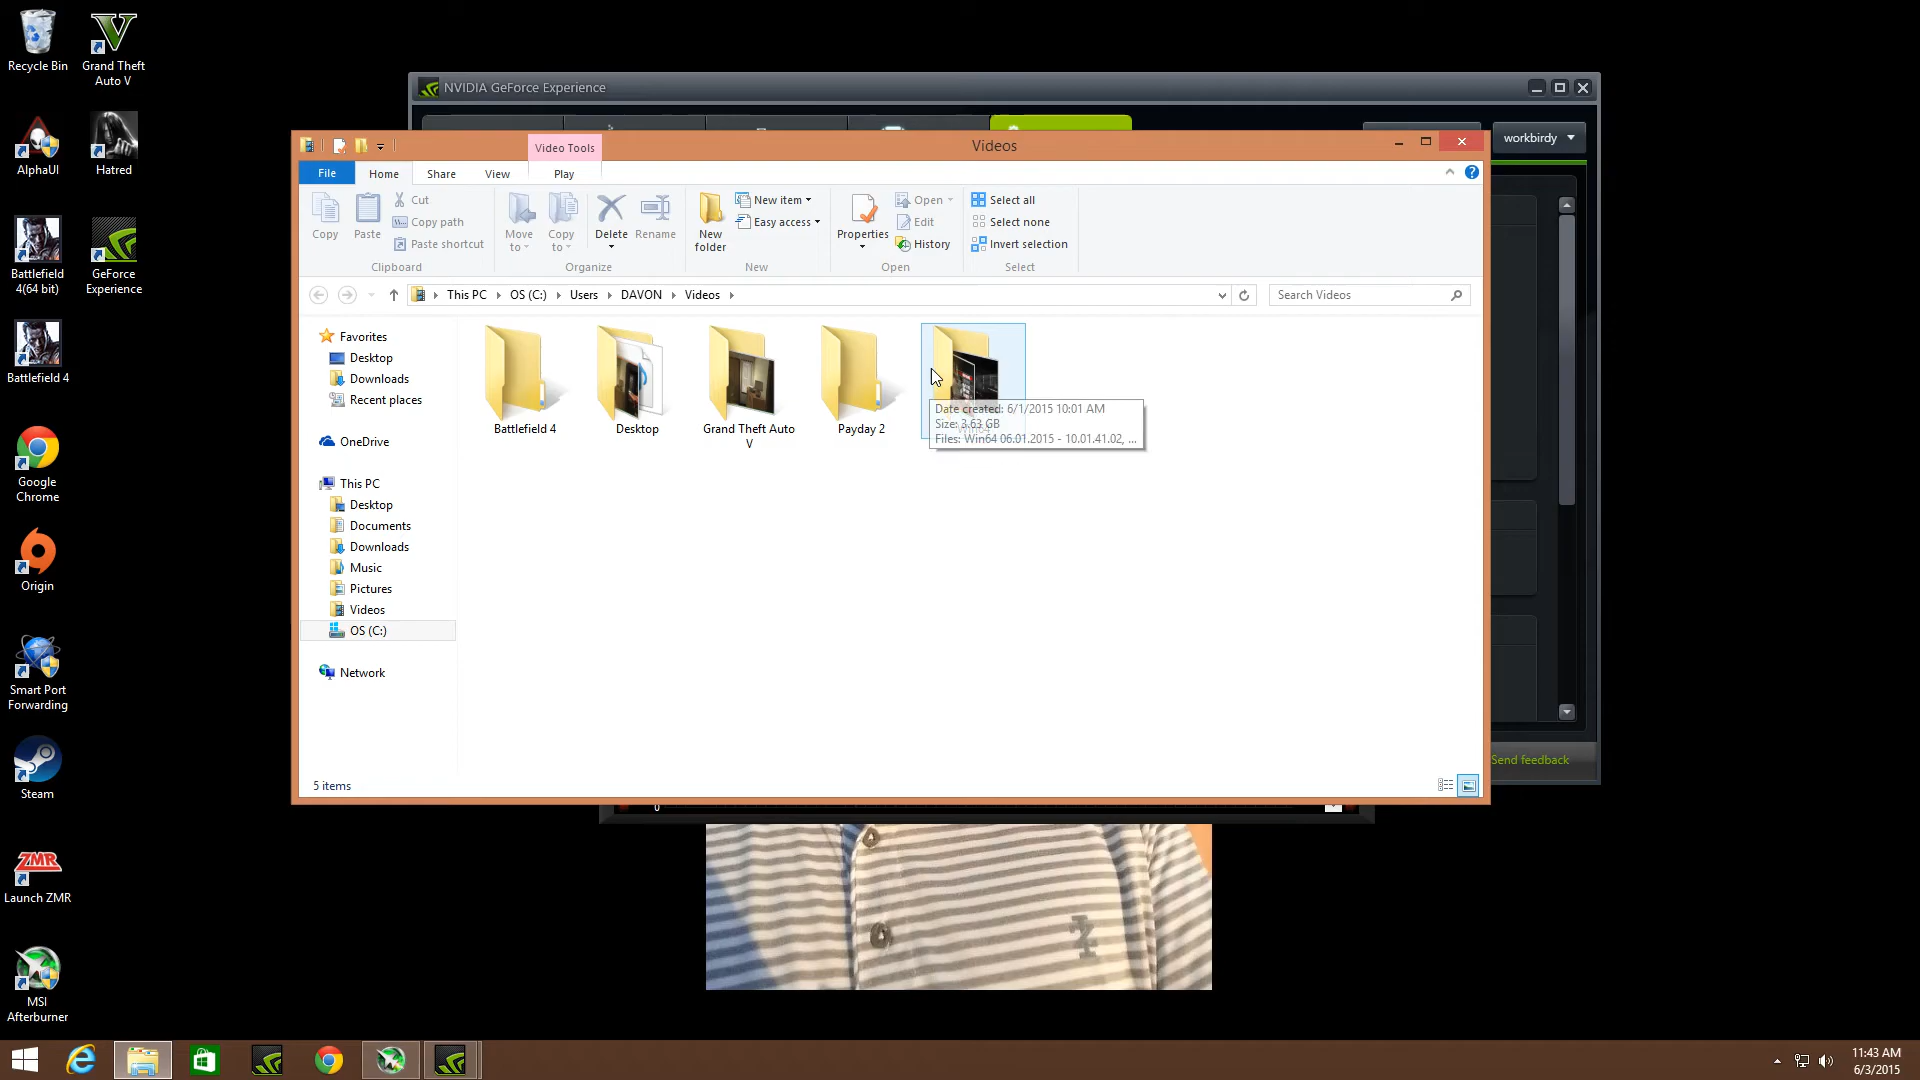 Recycle Bin
Grand Theft
Auto V
AlphaUI
Hatred
Battlefield
4(64 bit)
GeForce
Experience
Battlefield 4
Google
Chrome
Origin
Smart Port
Forwarding
Steam
ZMR
Launch ZMR
MSI
Afterburner
NVIDIA GeForce Experience
workbirdy
Send feedback
Video Tools
Videos
File
Home
Share
View
Play
Copy
Paste
Cut
Copy path
Paste shortcut
Clipboard
Move
to
Copy
to
Delete
Rename
Organize
New
folder
New item
Easy access
New
Properties
Open
Edit
History
Open
Select all
Select none
Invert selection
Select
This PC
OS (C:)
Users
DAVON
Videos
Search Videos
Favorites
Desktop
Downloads
Recent places
OneDrive
This PC
Desktop
Documents
Downloads
Music
Pictures
Videos
OS (C:)
Network
Battlefield 4
Desktop
Grand Theft Auto
V
Payday 2
Win64
Date created: 6/1/2015 10:01 AM
Size: 3.63 GB
Files: Win64 06.01.2015 - 10.01.41.02, ...
5 items
0
11:43 AM
6/3/2015